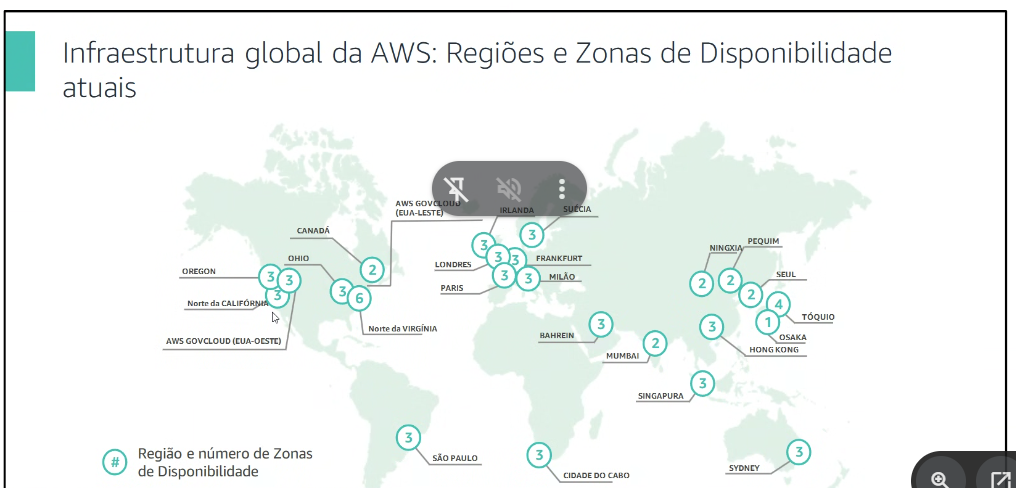 Infraestrutura global da AWS: Regiões e Zonas de Disponibilidade
atuais
AWS GOVCLOUD
(EUA-LESTE)
IRLANDA
SUÉCIA
CANADÁ
OHIO
OREGON
Norte da CALIFÓRNIA
AWS GOVCLOUD (EUA-OESTE)
Norte da VIRGÍNIA
3
3
3
3
6
2
LONDRES
PARIS
FRANKFURT
MILÃO
3
3
3
3
3
3
NINGXIA
PEQUIM
SEUL
TÓQUIO
OSAKA
HONG KONG
2
2
2
4
1
3
BAHREIN
3
MUMBAI
2
SINGAPURA
3
3
SÃO PAULO
3
CIDADE DO CABO
SYDNEY
3
#
Região e número de Zonas
de Disponibilidade